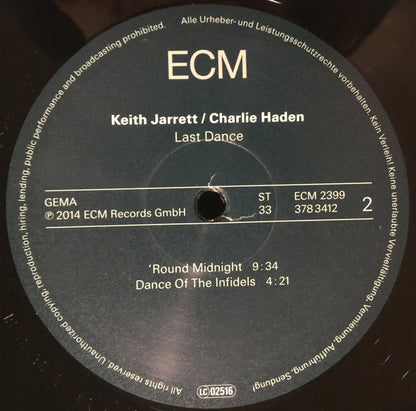 ECM
Keith Jarrett / Charlie Haden
Last Dance
GEMA
℗ 2014 ECM Records GmbH
ST
33
ECM 2399
378 3412
2
'Round Midnight 9:34
Dance Of The Infidels 4:21
LC 02516
Alle Urheber- und Leistungsschutzrechte vorbehalten. Kein Verleih! Keine unerlaubte Vervielfältigung, Vermietung, Aufführung, Sendung!
All rights reserved. Unauthorized copying, reproduction, hiring, lending, public performance and broadcasting prohibited.